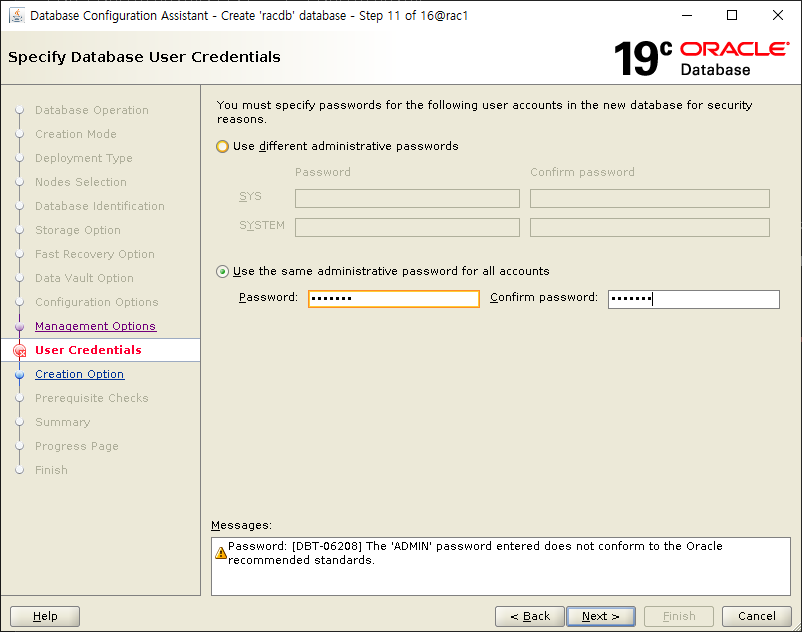 Database Configuration Assistant - Create 'racdb' database - Step 11 of 16@rac1
Specify Database User Credentials
19c ORACLE
Database
Database Operation
Creation Mode
Deployment Type
Nodes Selection
Database Identification
Storage Option
Fast Recovery Option
Data Vault Option
Configuration Options
Management Options
User Credentials
Creation Option
Prerequisite Checks
Summary
Progress Page
Finish
You must specify passwords for the following user accounts in the new database for security
reasons.
Use different administrative passwords
Password Confirm password
SYS
SYSTEM
Use the same administrative password for all accounts
Password: ••••••• Confirm password: •••••••
Messages:
Password: [DBT-06208] The 'ADMIN' password entered does not conform to the Oracle
recommended standards.
Help < Back Next > Finish Cancel